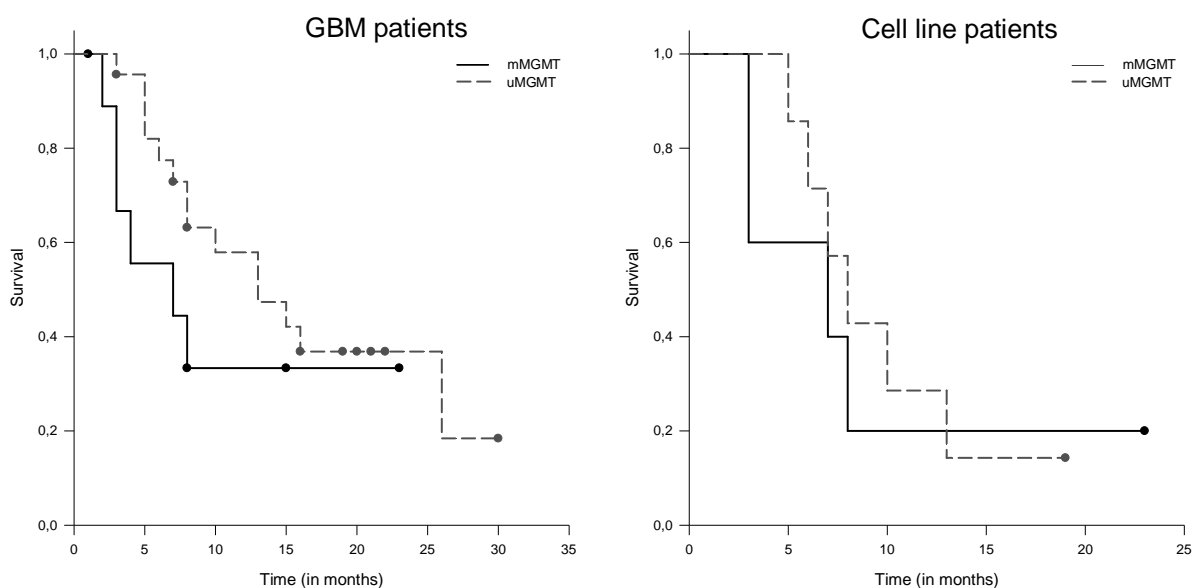 GBM patients
mMGMT
uMGMT
1,0
0,8
0,6
0,4
0,2
0,0
Survival
0 5 10 15 20 25 30 35
Time (in months)
Cell line patients
mMGMT
uMGMT
1,0
0,8
0,6
0,4
0,2
0,0
Survival
0 5 10 15 20 25
Time (in months)